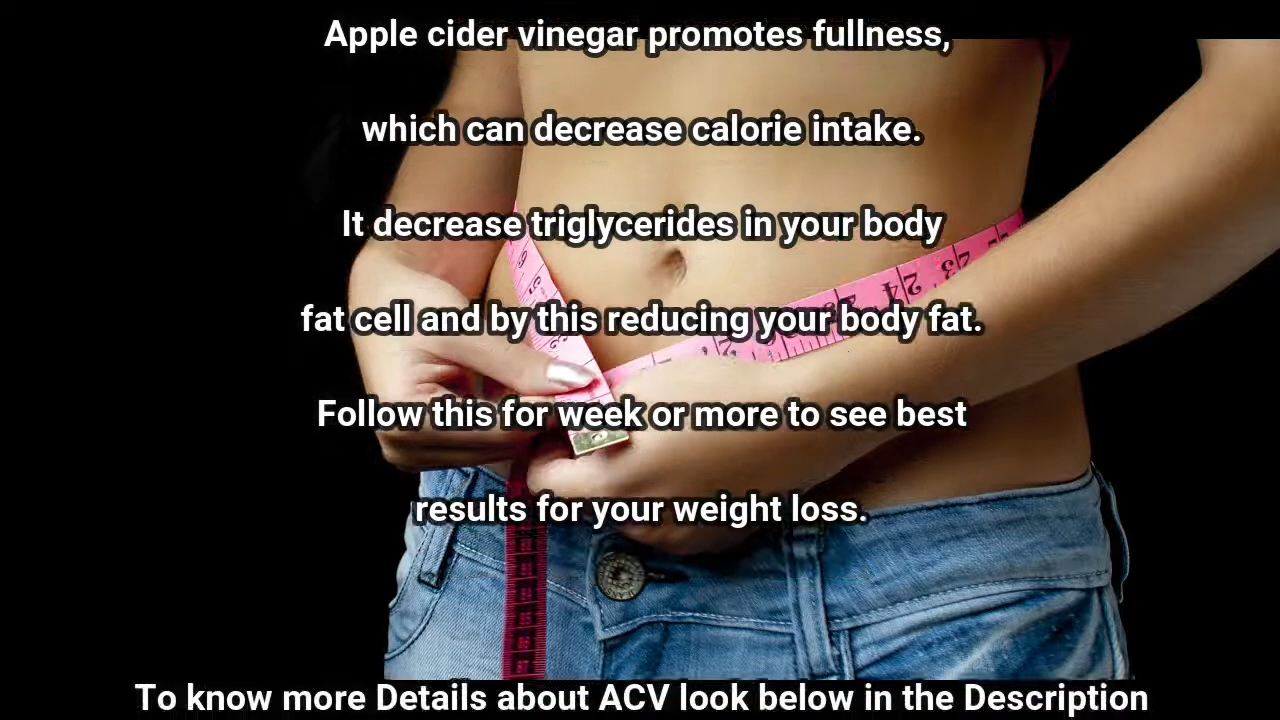 Apple cider vinegar promotes fullness,
which can decrease calorie intake.
It decrease triglycerides in your body
fat cell and by this reducing your body fat.
Follow this for week or more to see best
results for your weight loss.
To know more Details about ACV look below in the Description